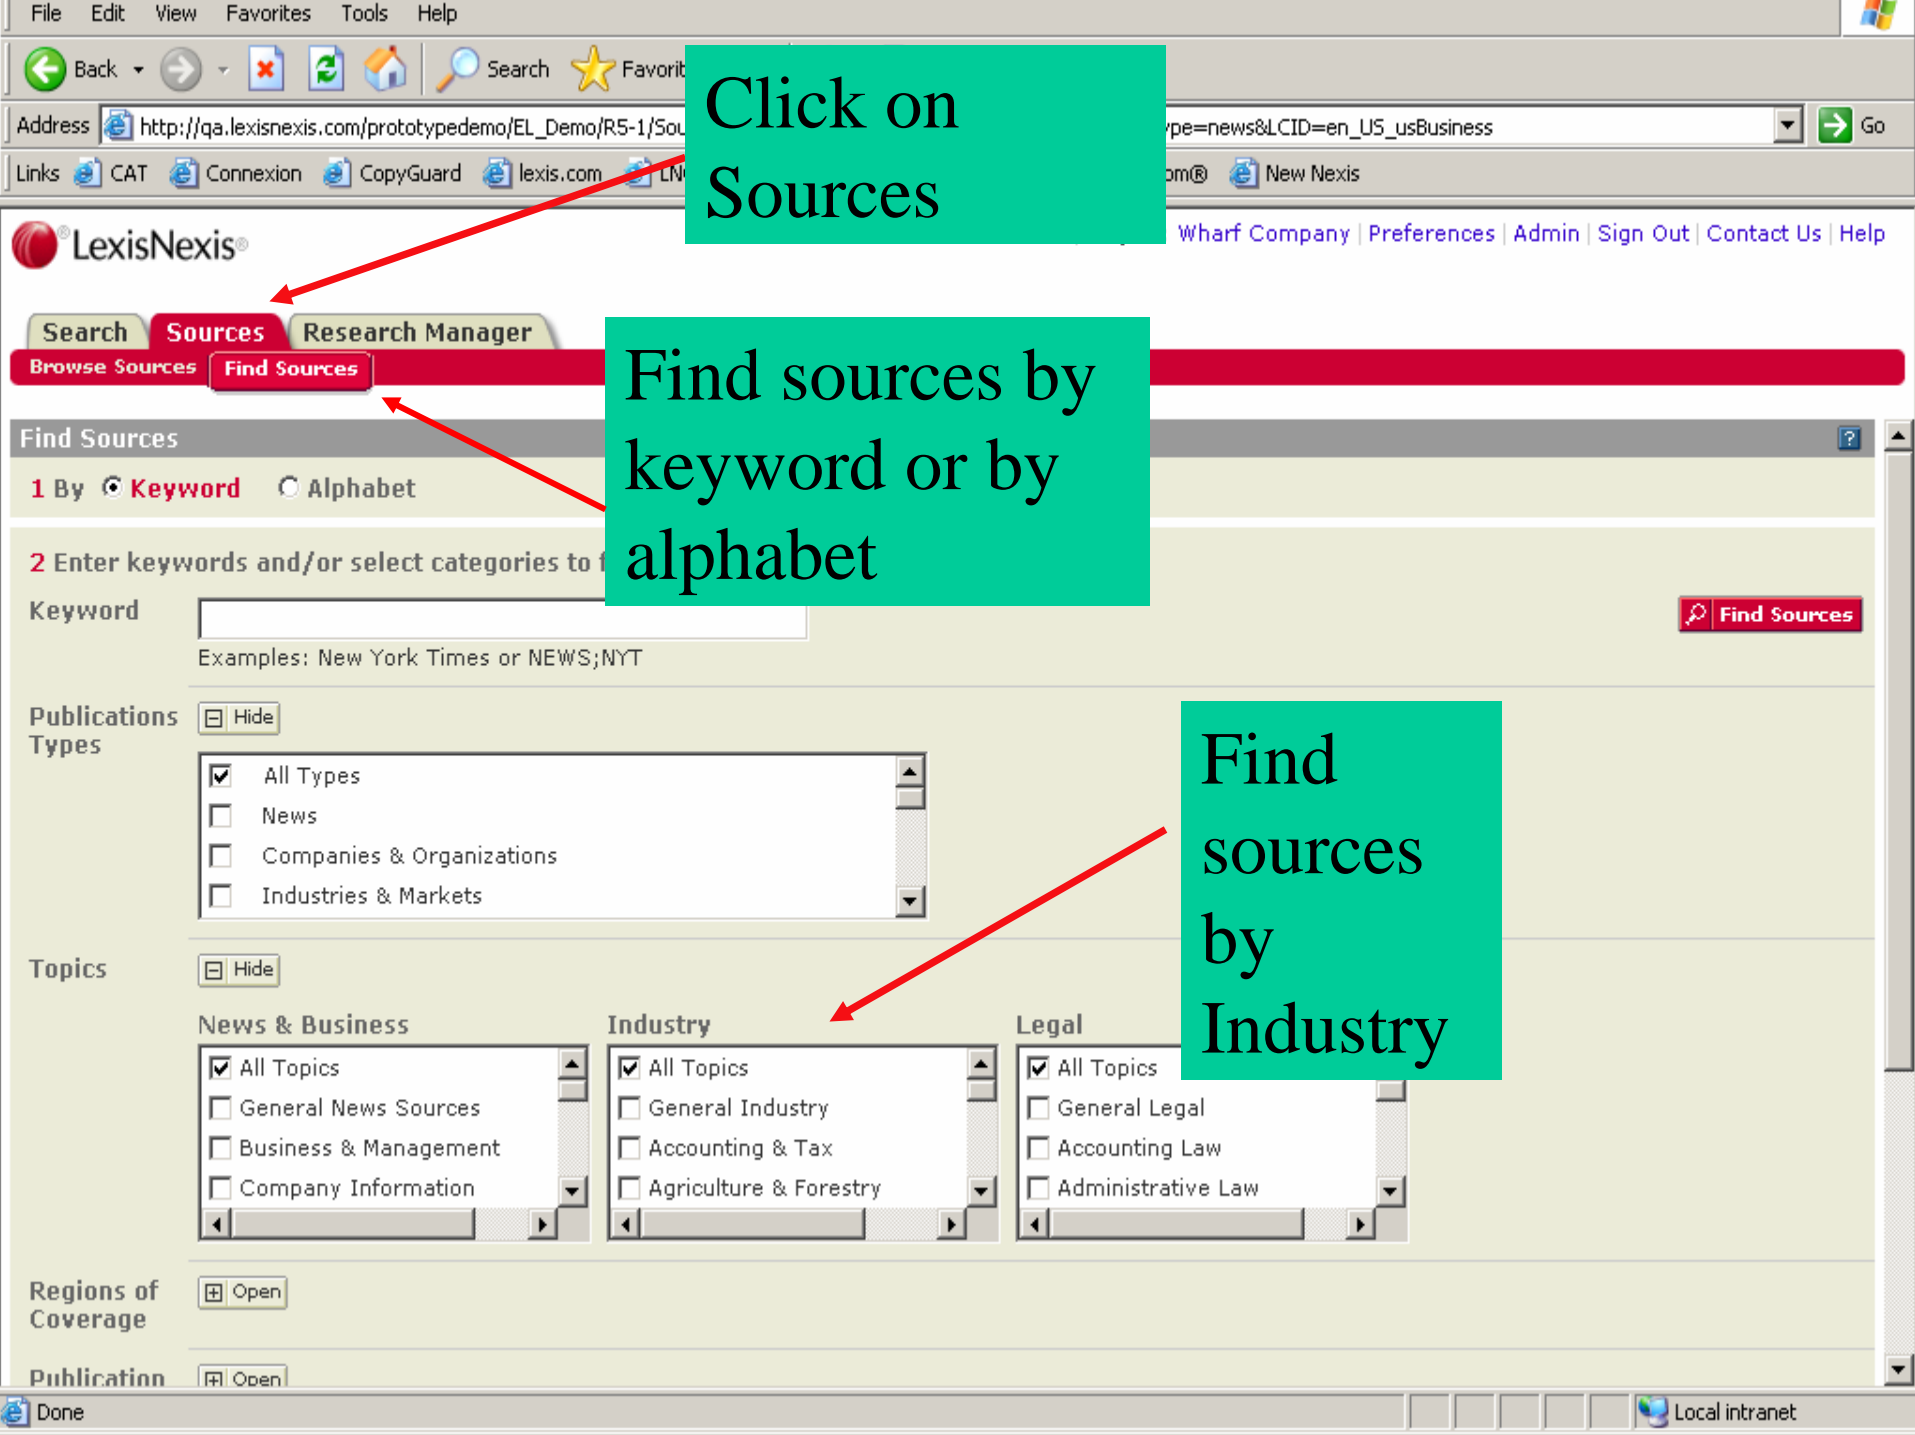 File Edit View Favorites Tools Help
Back Search Favorit
Address http://qa.lexisnexis.com/prototypedemo/EL_Demo/R5-1/Sou ype=news&LCID=en_US_usBusiness Go
Links CAT Connexion CopyGuard lexis.com om® New Nexis
Click on
Sources
LexisNexis® Wharf Company | Preferences | Admin | Sign Out | Contact Us | Help
Search Sources Research Manager
Browse Sources Find Sources
Find sources by
keyword or by
alphabet
Find Sources ?
1 By Keyword Alphabet
2 Enter keywords and/or select categories to
Keyword Find Sources
Examples: New York Times or NEWS;NYT
Publications
Types
Hide
All Types
News
Companies & Organizations
Industries & Markets
Find
sources
by
Industry
Topics Hide
News & Business Industry Legal
All Topics All Topics All Topics
General News Sources General Industry General Legal
Business & Management Accounting & Tax Accounting Law
Company Information Agriculture & Forestry Administrative Law
Regions of
Coverage
Open
Publication Open
Done Local intranet